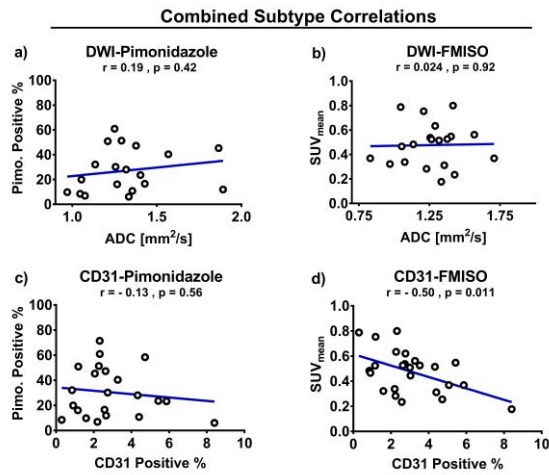 Combined Subtype Correlations
a)
DWI-Pimonidazole
r = 0.19 , p = 0.42
Pimo. Positive %
100
80
60
40
20
0
1.0
1.5
2.0
ADC [mm²/s]
b)
DWI-FMISO
r = 0.024 , p = 0.92
SUVmean
1.0
0.8
0.6
0.4
0.2
0.0
0.75
1.25
1.75
ADC [mm²/s]
c)
CD31-Pimonidazole
r = - 0.13 , p = 0.56
Pimo. Positive %
100
80
60
40
20
0
0 2 4 6 8 10
CD31 Positive %
d)
CD31-FMISO
r = - 0.50 , p = 0.011
SUVmean
1.0
0.8
0.6
0.4
0.2
0.0
0 2 4 6 8 10
CD31 Positive %